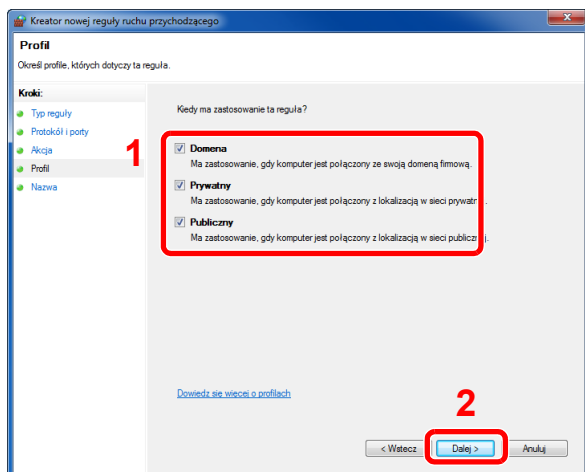 Kreator nowej reguły ruchu przychodzącego
Profil
Określ profile, których dotyczy ta reguła.
Kroki:
Typ reguły
Protokół i porty
Akcja
Profil
Nazwa
Kiedy ma zastosowanie ta reguła?
1
Domena
Ma zastosowanie, gdy komputer jest połączony ze swoją domeną firmową.
Prywatny
Ma zastosowanie, gdy komputer jest połączony z lokalizacją w sieci prywatnej.
Publiczny
Ma zastosowanie, gdy komputer jest połączony z lokalizacją w sieci publicznej.
Dowiedz się więcej o profilach
2
< Wstecz
Dalej >
Anuluj